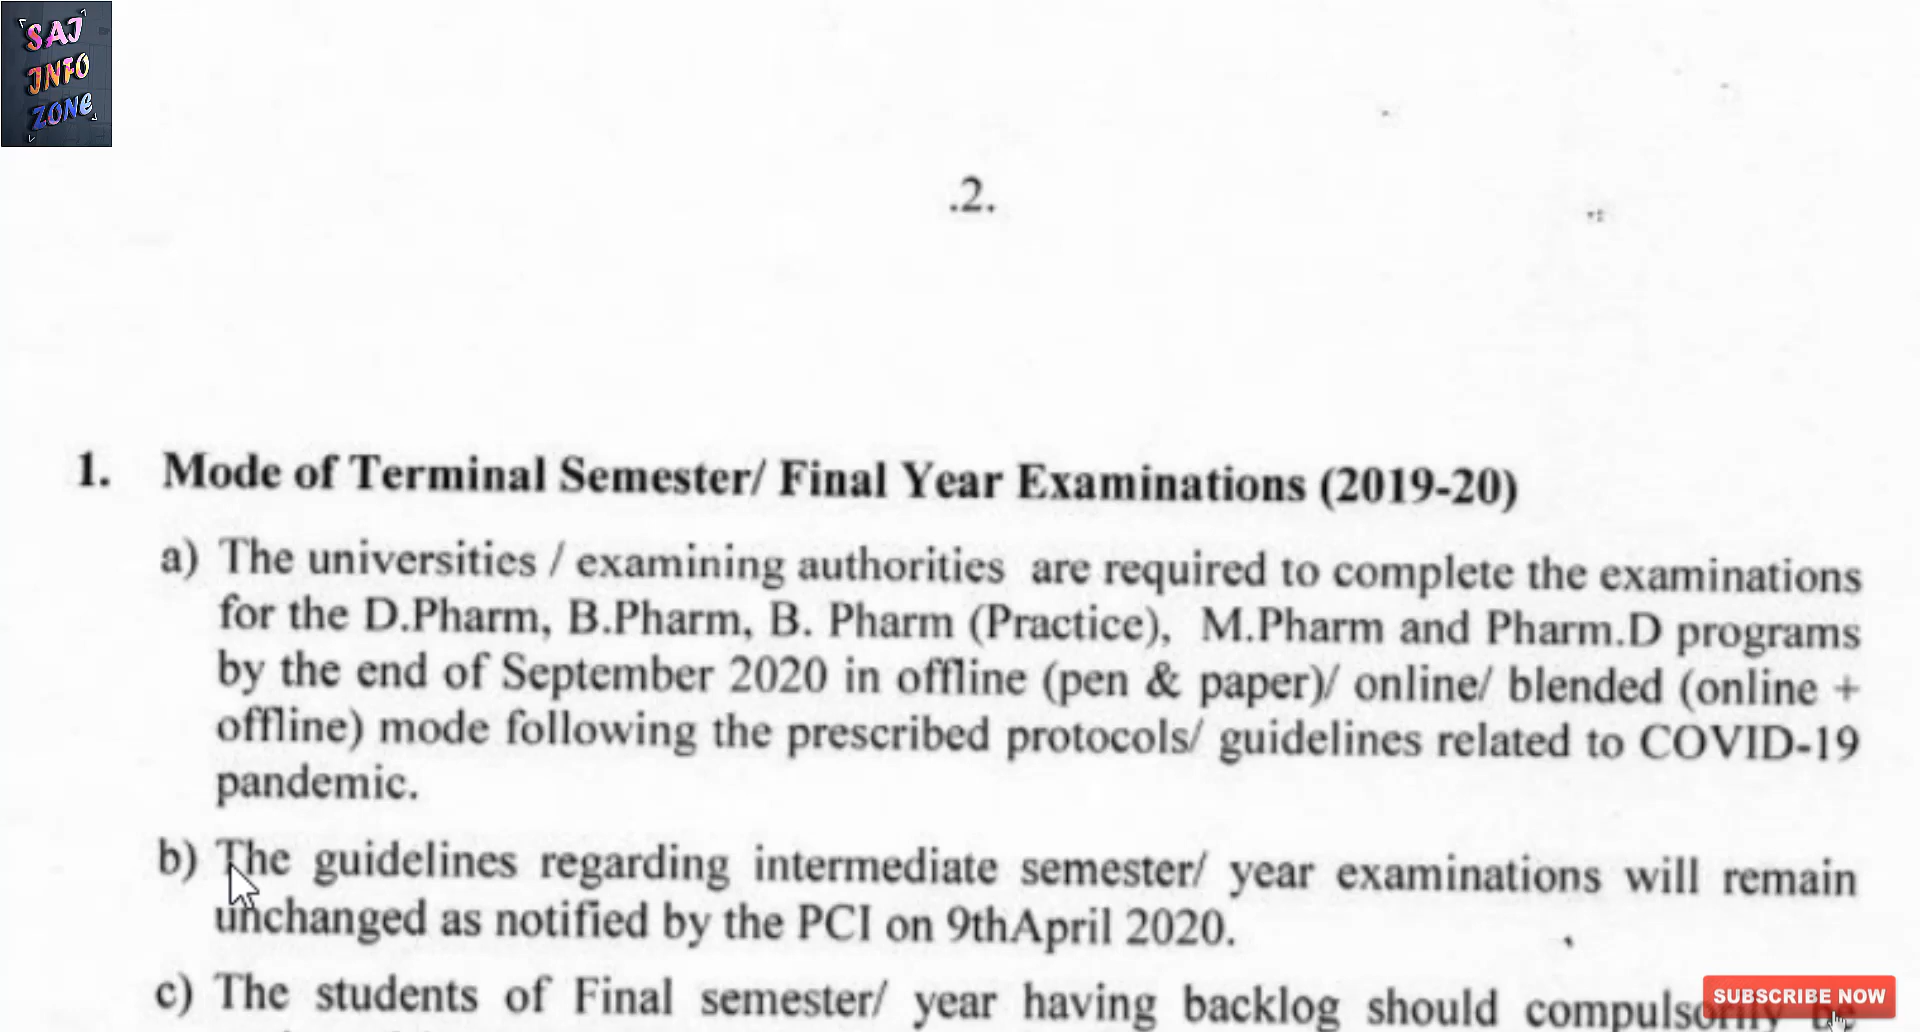 SAJ
INFO
ZONE
.2.
1. Mode of Terminal Semester/ Final Year Examinations (2019-20)
a) The universities / examining authorities are required to complete the examinations
for the D.Pharm, B.Pharm, B. Pharm (Practice), M.Pharm and Pharm.D programs
by the end of September 2020 in offline (pen & paper)/ online/ blended (online +
offline) mode following the prescribed protocols/ guidelines related to COVID-19
pandemic.
b) The guidelines regarding intermediate semester/ year examinations will remain
unchanged as notified by the PCI on 9thApril 2020.
c) The students of Final semester/ year having backlog should compulsorily be
SUBSCRIBE NOW